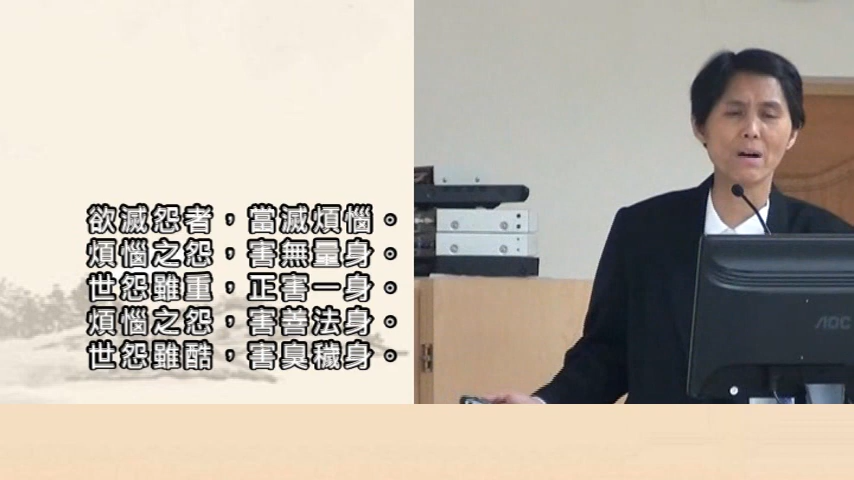 欲滅怨者，當滅煩惱。
煩惱之怨，害無量身。
世怨雖重，正害一身。
煩惱之怨，害善法身。
世怨雖酷，害臭穢身。
AOC